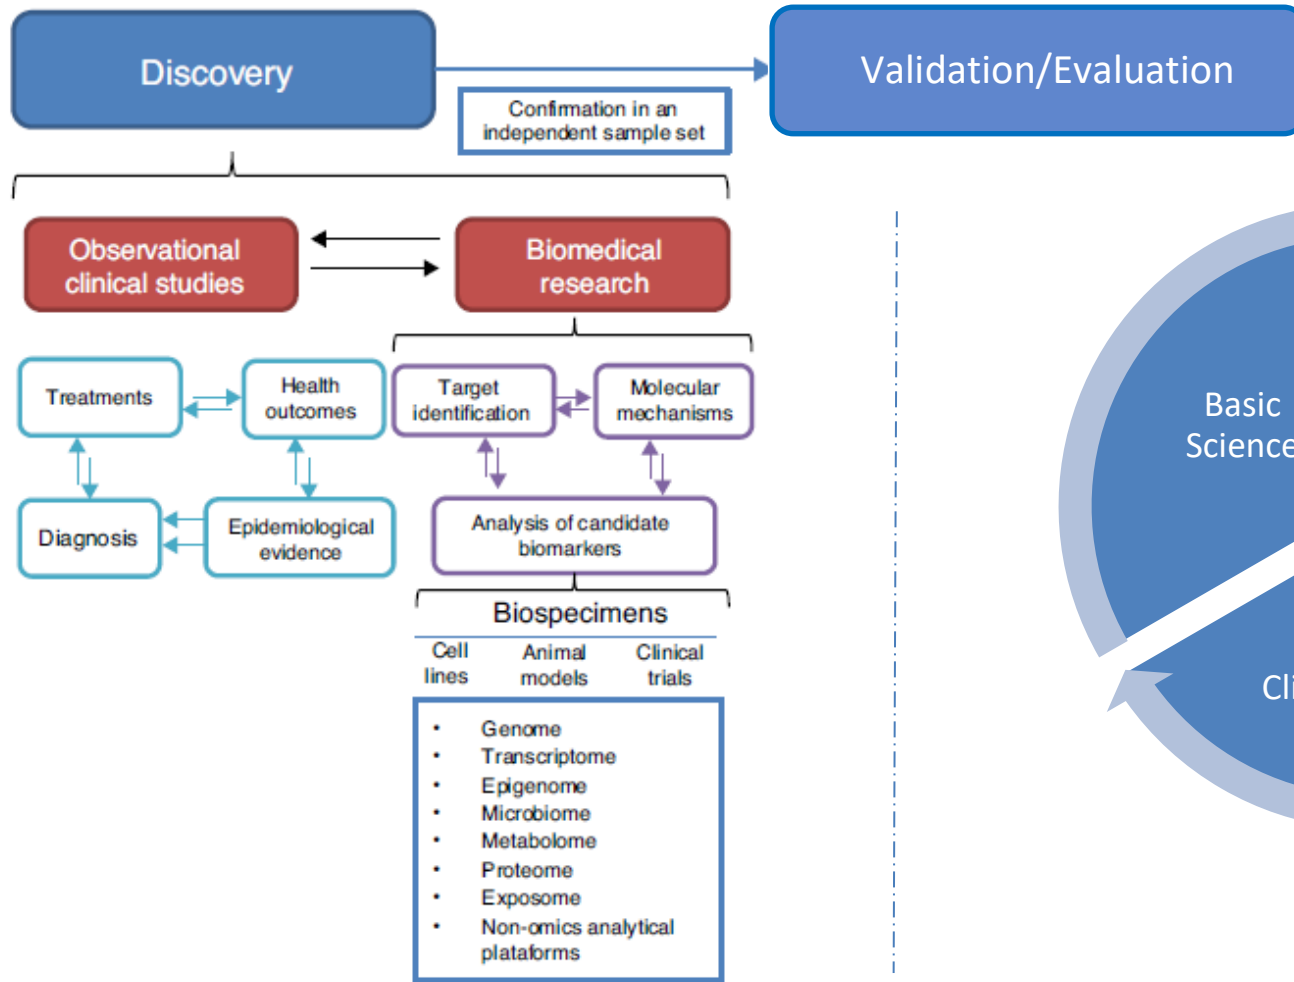 Discovery
Validation/Evaluation
Confirmation in an
independent sample set
Observational
clinical studies
Biomedical
research
Treatments
Health
outcomes
Target
identification
Molecular
mechanisms
Diagnosis
Epidemiological
evidence
Analysis of candidate
biomarkers
Biospecimens
Cell
lines
Animal
models
Clinical
trials
• Genome
• Transcriptome
• Epigenome
• Microbiome
• Metabolome
• Proteome
• Exposome
• Non-omics analytical
plataforms
Basic
Science
Cli